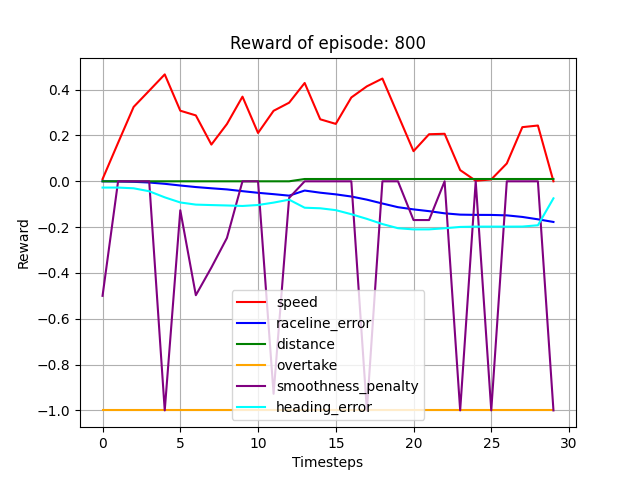 Reward of episode: 800
Reward
0.4
0.2
0.0
−0.2
−0.4
−0.6
−0.8
−1.0
speed
raceline_error
distance
overtake
smoothness_penalty
heading_error
0 5 10 15 20 25 30
Timesteps